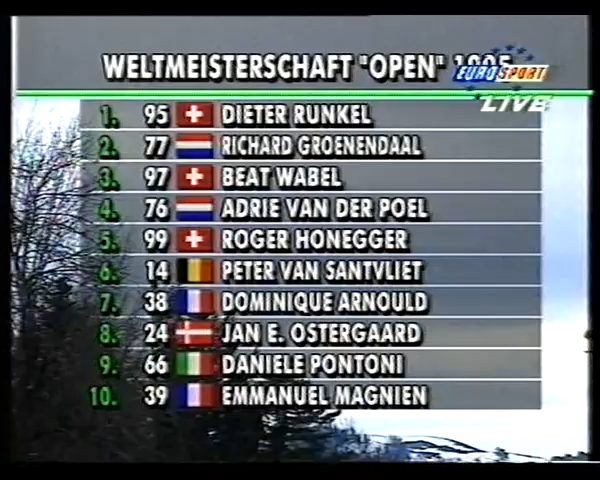 WELTMEISTERSCHAFT "OPEN" 1995
EUROSPORT
LIVE
1. 95 DIETER RUNKEL
2. 77 RICHARD GROENENDAAL
3. 97 BEAT WABEL
4. 76 ADRIE VAN DER POEL
5. 99 ROGER HONEGGER
6. 14 PETER VAN SANTVLIET
7. 38 DOMINIQUE ARNOULD
8. 24 JAN E. OSTERGAARD
9. 66 DANIELE PONTONI
10. 39 EMMANUEL MAGNIEN